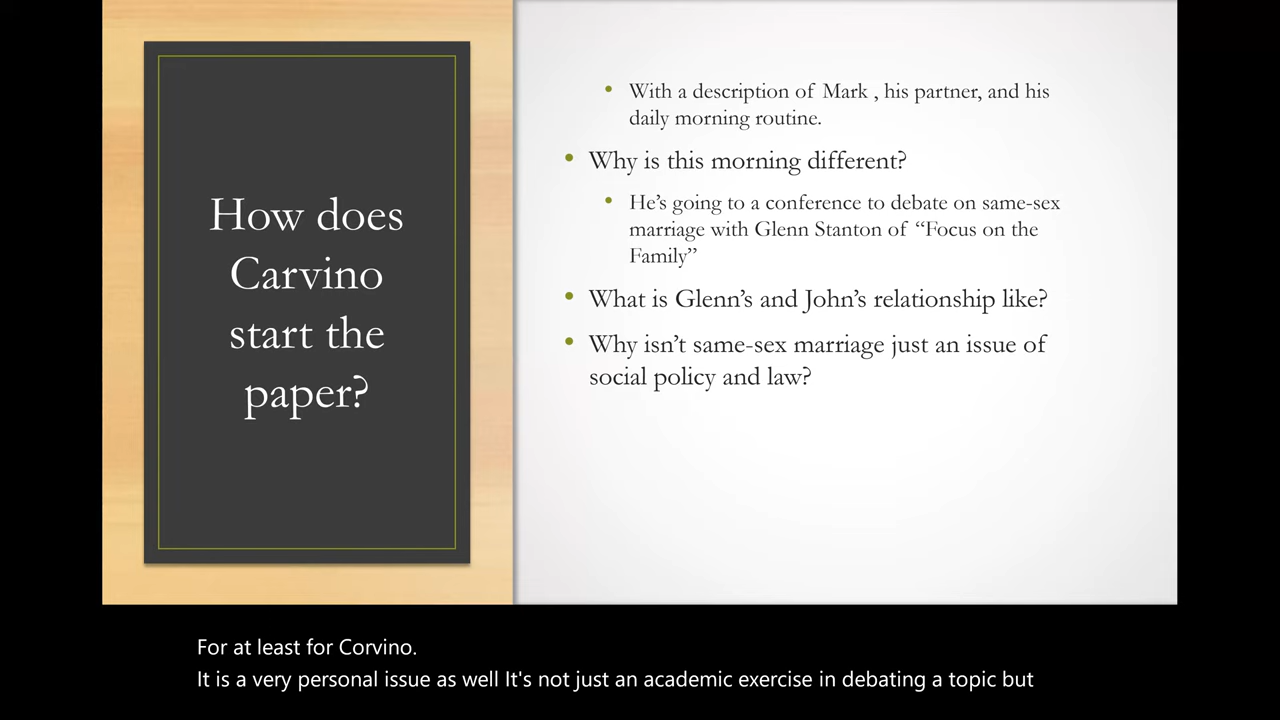 How does
Carvino
start the
paper?
• With a description of Mark , his partner, and his
daily morning routine.
• Why is this morning different?
• He’s going to a conference to debate on same-sex
marriage with Glenn Stanton of “Focus on the
Family”
• What is Glenn’s and John’s relationship like?
• Why isn’t same-sex marriage just an issue of
social policy and law?
For at least for Corvino.
It is a very personal issue as well It's not just an academic exercise in debating a topic but